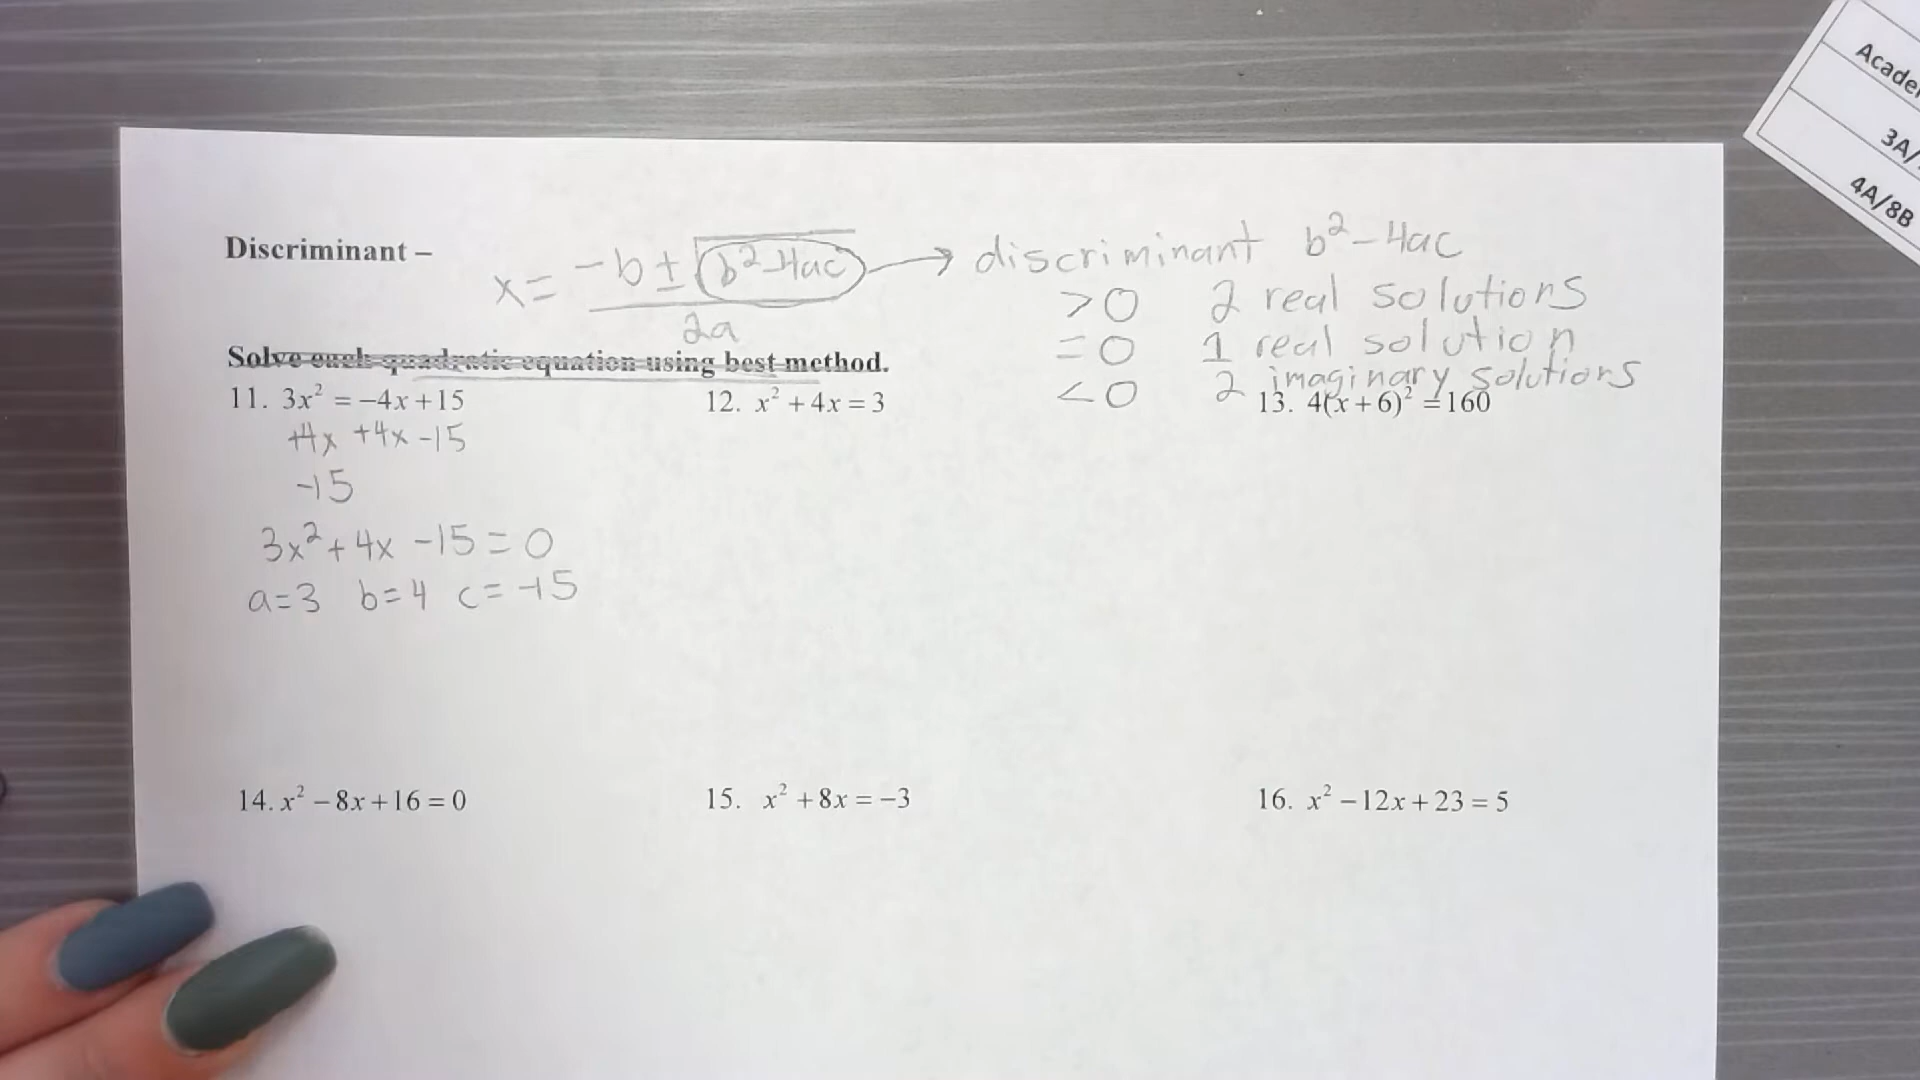 Acade
3A/
4A/8B
Discriminant –
x = -b ± √b² - 4ac / 2a → discriminant b² - 4ac
> 0 2 real solutions
= 0 1 real solution
< 0 2 imaginary solutions
Solve each quadratic equation using best method.
11. 3x² = −4x + 15
12. x² + 4x = 3
13. 4(x + 6)² = 160
+4x +4x - 15
-15
3x² + 4x - 15 = 0
a = 3 b = 4 c = -15
14. x² − 8x + 16 = 0
15. x² + 8x = −3
16. x² − 12x + 23 = 5